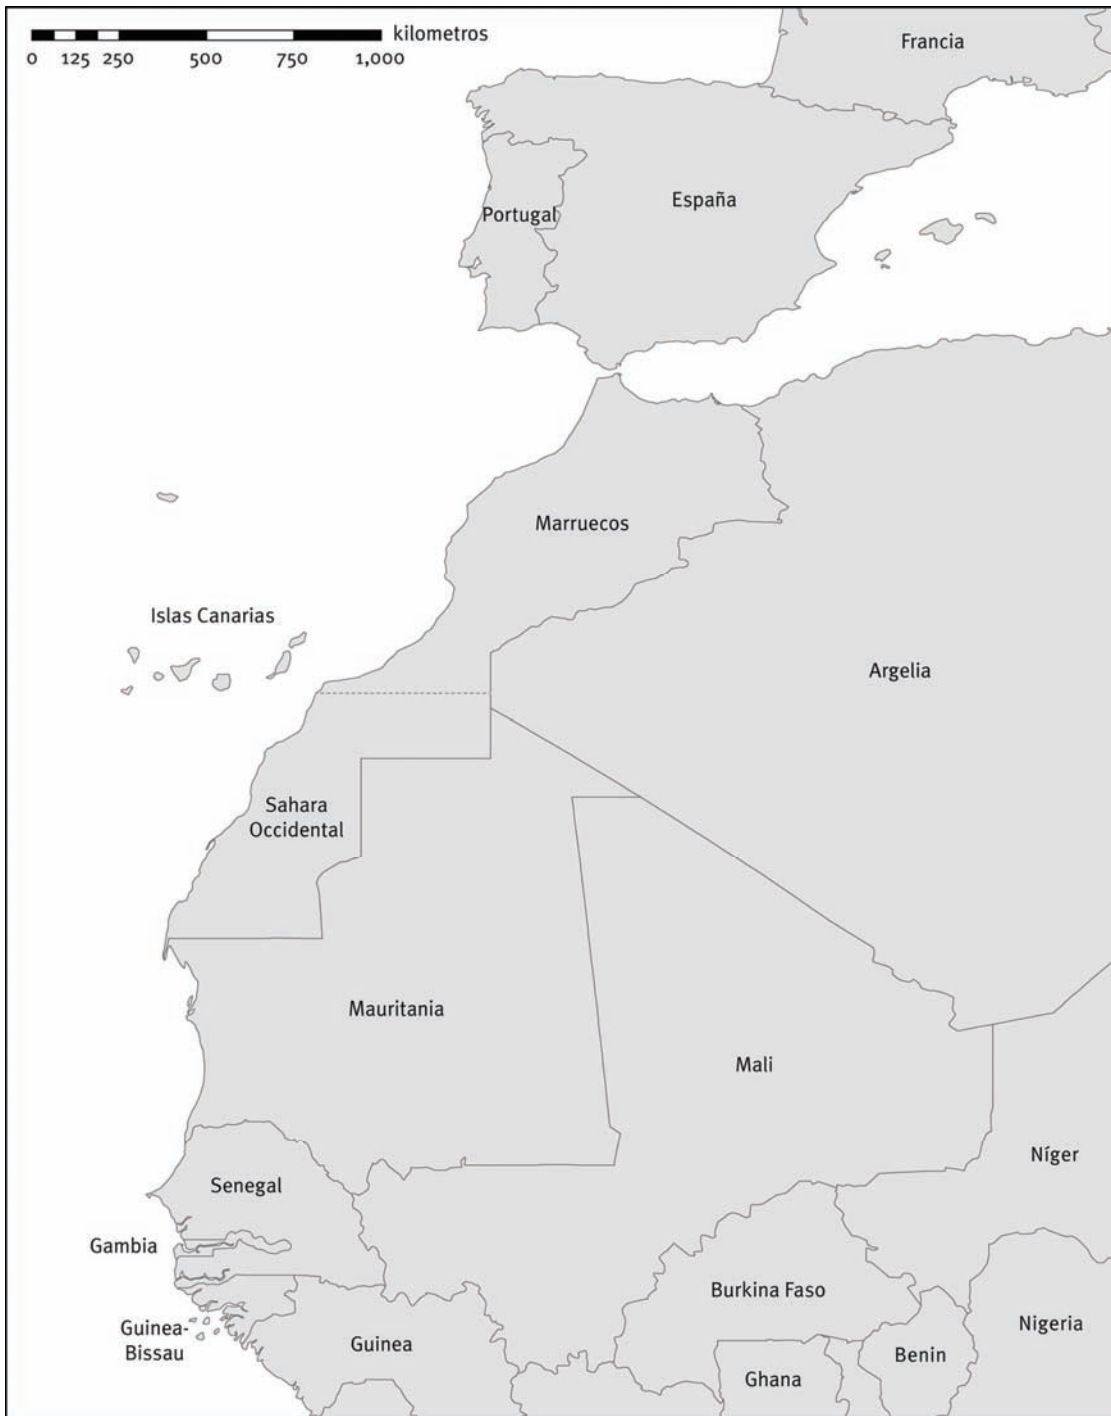 kilometros
0 125 250 500 750 1,000
Francia
España
Portugal
Marruecos
Islas Canarias
Argelia
Sahara
Occidental
Mauritania
Mali
Níger
Senegal
Gambia
Burkina Faso
Nigeria
Guinea-
Bissau
Guinea
Benin
Ghana